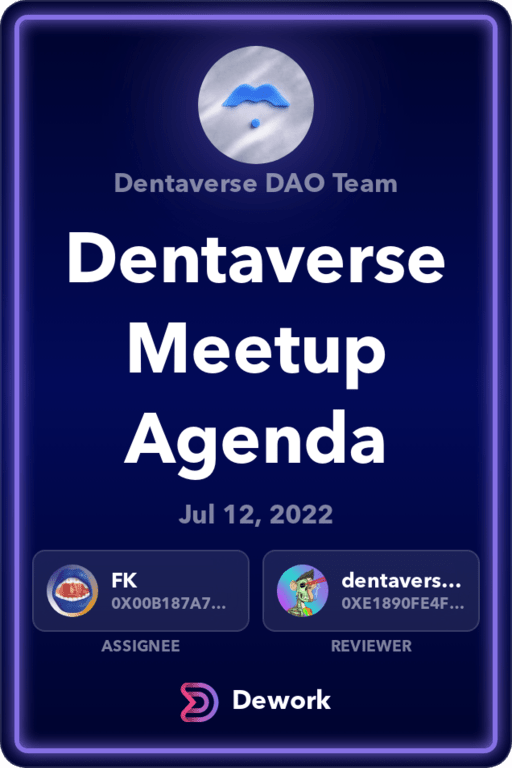 Dentaverse DAO Team
Dentaverse
Meetup
Agenda
Jul 12, 2022
FK
0X00B187A7...
ASSIGNEE
dentavers...
0XE1890FE4F...
REVIEWER
Dework